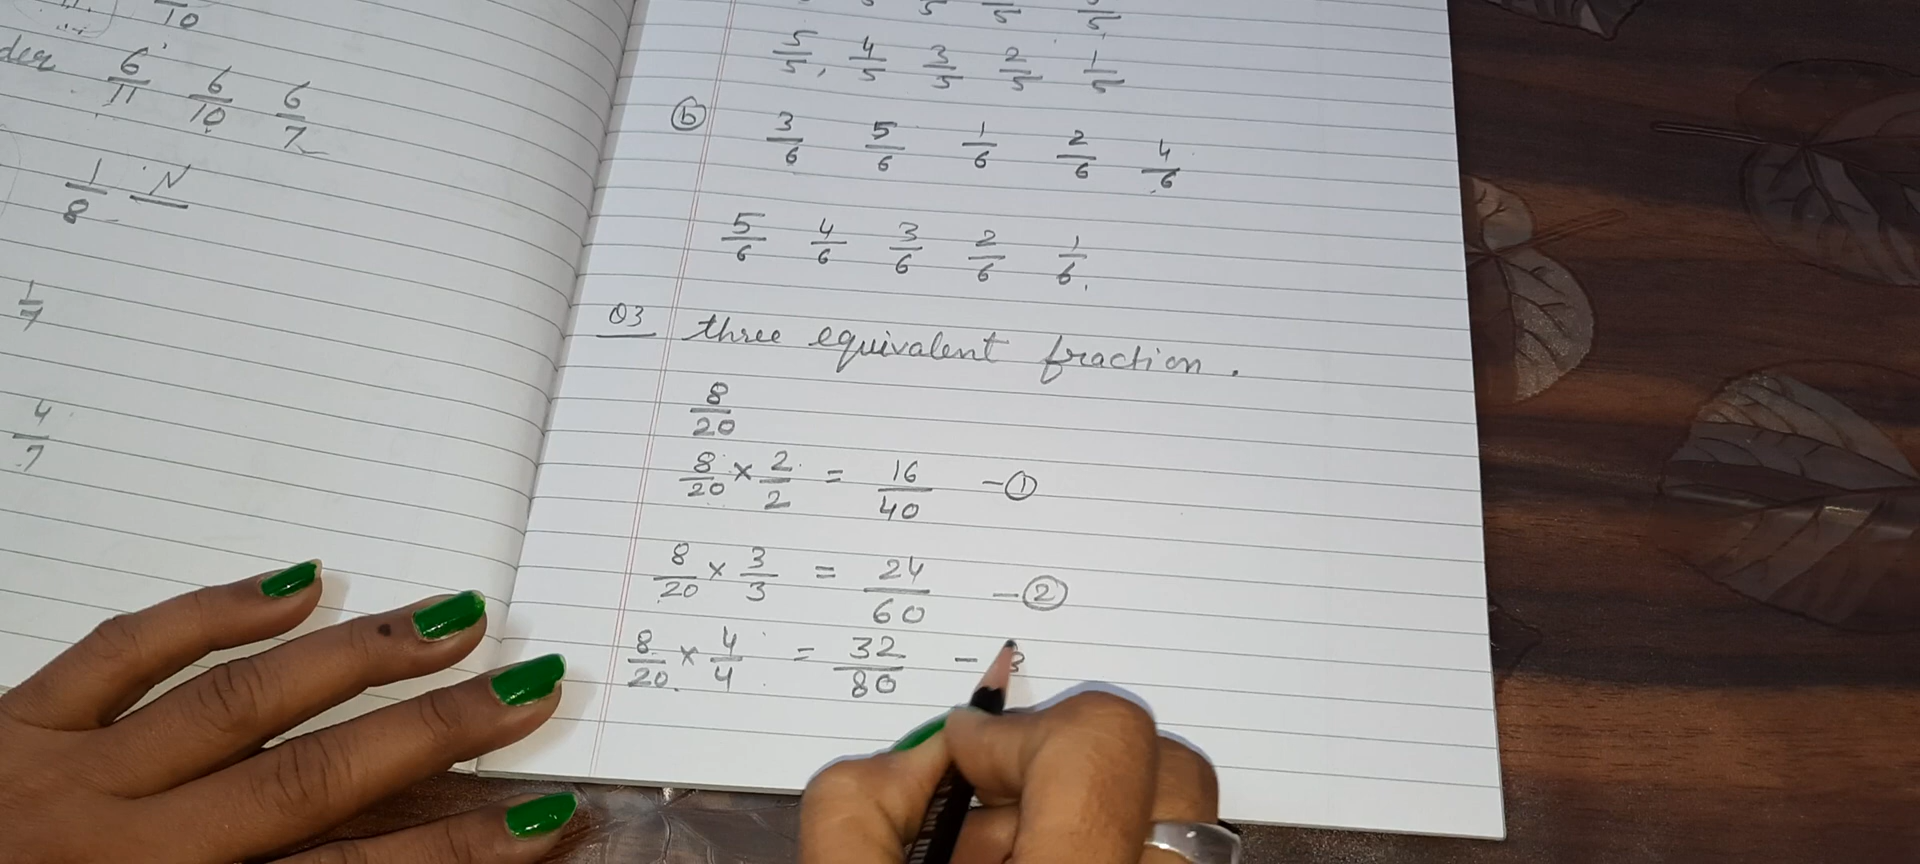 10
der 6/11 6/10 6/7
1/8 N
1/7
4/7
5/5, 4/5 3/5 2/5 1/5
(b) 3/6 5/6 1/6 2/6 4/6
5/6 4/6 3/6 2/6 1/6.
Q3 three equivalent fraction.
8/20
8/20 × 2/2 = 16/40 - (1)
8/20 × 3/3 = 24/60 - (2)
8/20 × 4/4 = 32/80 - 3